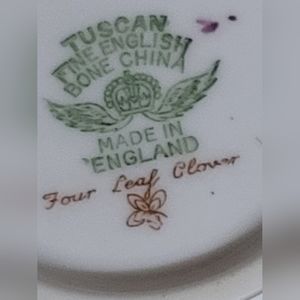 TUSCAN
FINE ENGLISH
BONE CHINA
MADE IN
ENGLAND
Four Leaf Clover